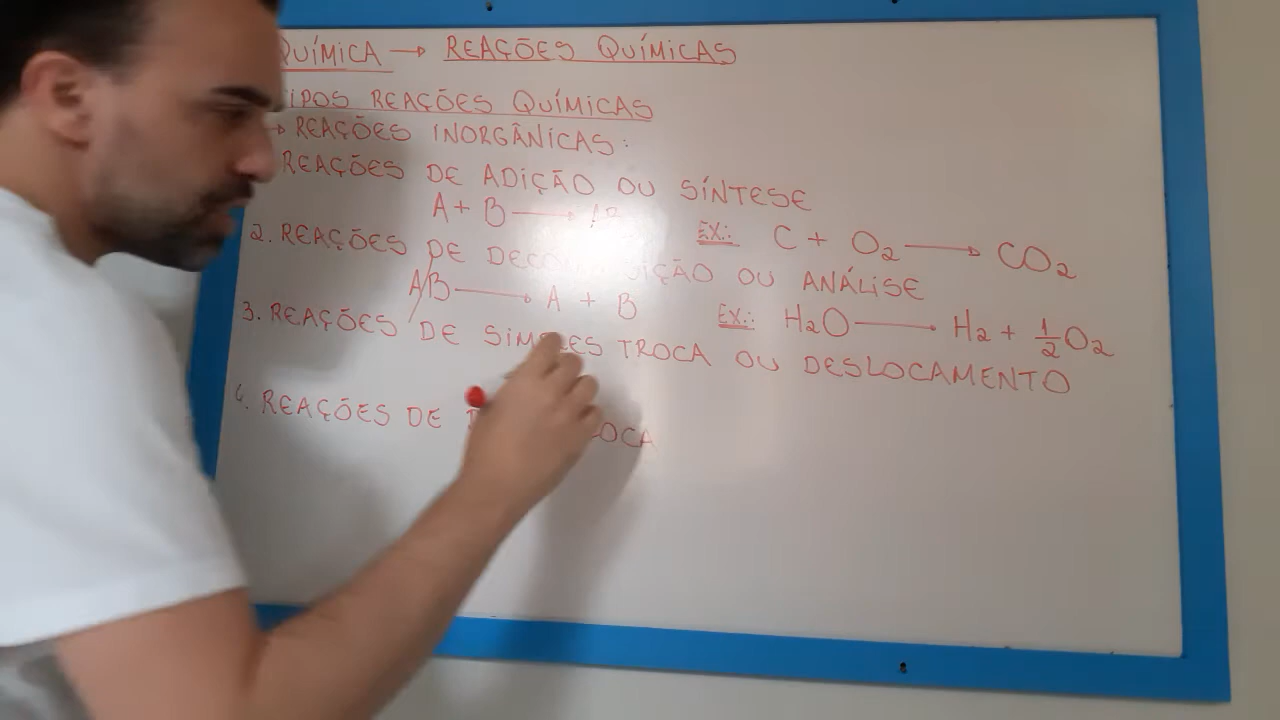 QUÍMICA → REAÇÕES QUÍMICAS
TIPOS REAÇÕES QUÍMICAS
→ REAÇÕES INORGÂNICAS:
REAÇÕES DE ADIÇÃO OU SÍNTESE
A + B → AB EX.: C + O₂ → CO₂
2. REAÇÕES DE DECOMPOSIÇÃO OU ANÁLISE
AB → A + B EX.: H₂O → H₂ + 1/2 O₂
3. REAÇÕES DE SIMPLES TROCA OU DESLOCAMENTO
4. REAÇÕES DE